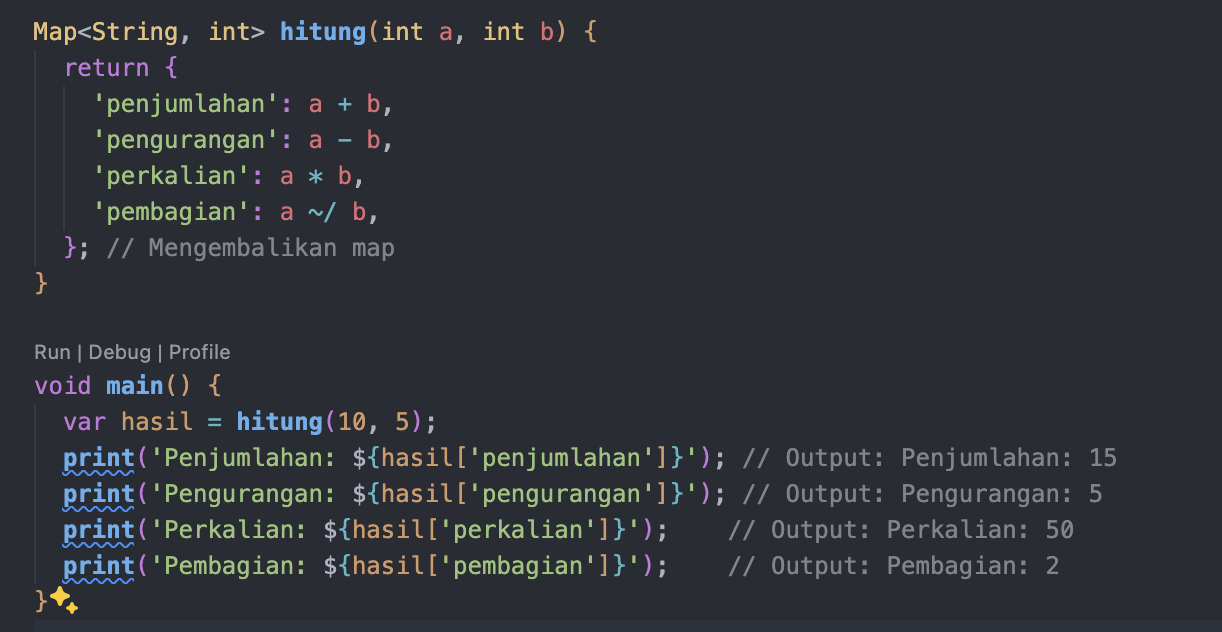 Map<String, int> hitung(int a, int b) {
  return {
    'penjumlahan': a + b,
    'pengurangan': a - b,
    'perkalian': a * b,
    'pembagian': a ~/ b,
  }; // Mengembalikan map
}
Run | Debug | Profile
void main() {
  var hasil = hitung(10, 5);
  print('Penjumlahan: ${hasil['penjumlahan']}'); // Output: Penjumlahan: 15
  print('Pengurangan: ${hasil['pengurangan']}'); // Output: Pengurangan: 5
  print('Perkalian: ${hasil['perkalian']}');    // Output: Perkalian: 50
  print('Pembagian: ${hasil['pembagian']}');    // Output: Pembagian: 2
}